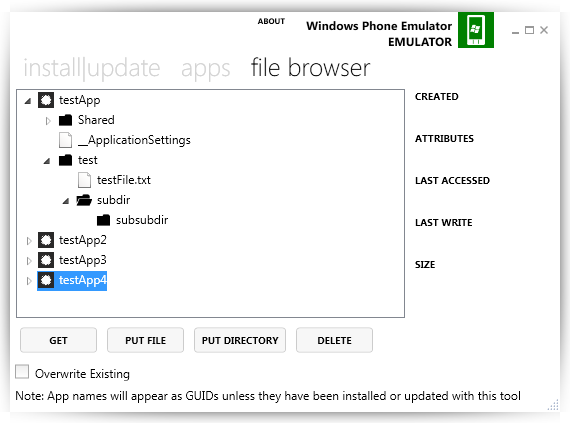 ABOUT
Windows Phone Emulator
EMULATOR
install|update apps file browser
testApp
Shared
__ApplicationSettings
test
testFile.txt
subdir
subsubdir
testApp2
testApp3
testApp4
CREATED
ATTRIBUTES
LAST ACCESSED
LAST WRITE
SIZE
GET PUT FILE PUT DIRECTORY DELETE
Overwrite Existing
Note: App names will appear as GUIDs unless they have been installed or updated with this tool